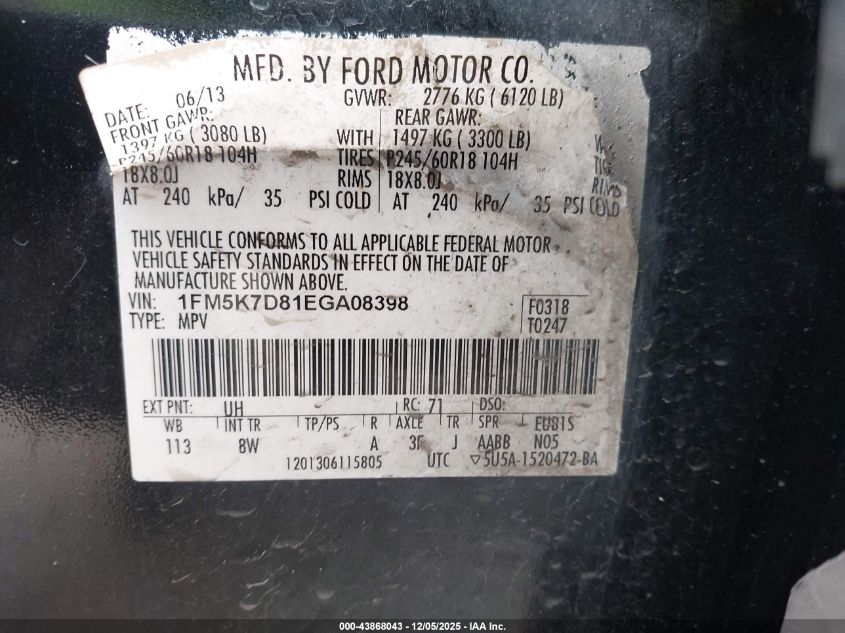 MFD. BY FORD MOTOR CO.
DATE: 06/13 GVWR: 2776 KG ( 6120 LB)
FRONT GAWR: REAR GAWR:
1397 KG ( 3080 LB) WITH 1497 KG ( 3300 LB)
P245/60R18 104H TIRES P245/60R18 104H
18X8.0J RIMS 18X8.0J RIMS
AT 240 kPa/ 35 PSI COLD AT 240 kPa/ 35 PSI COLD
THIS VEHICLE CONFORMS TO ALL APPLICABLE FEDERAL MOTOR
VEHICLE SAFETY STANDARDS IN EFFECT ON THE DATE OF
MANUFACTURE SHOWN ABOVE.
VIN: 1FM5K7D81EGA08398 F0318
TYPE: MPV T0247
EXT PNT: UH RC: 71 DSO:
WB INT TR TP/PS R AXLE TR SPR EUB1S
113 8W A J AABB N05
1201306115805 UTC ▽5U5A-1520472-BA
000-43868043 / 12/05/2025 - IAA Inc.